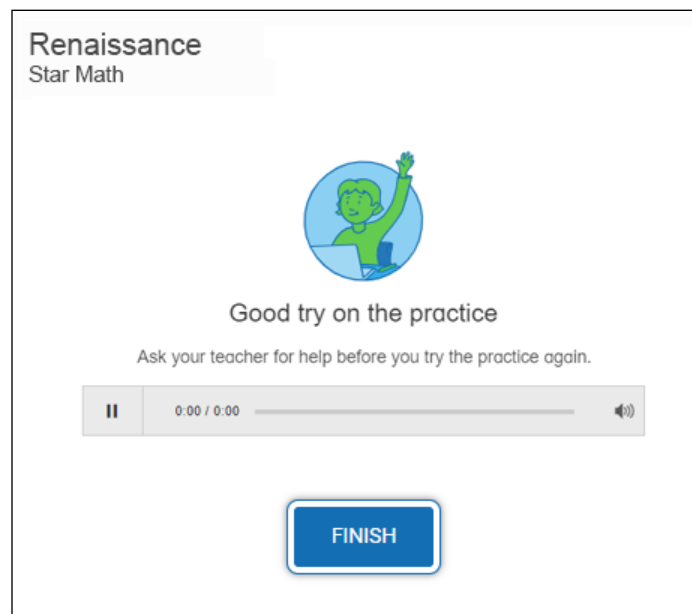 Renaissance
Star Math
Good try on the practice
Ask your teacher for help before you try the practice again.
0:00 / 0:00
FINISH